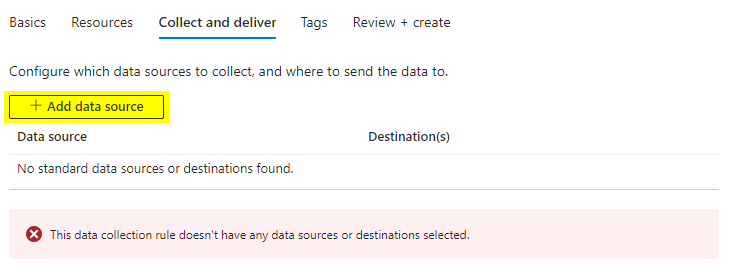 Basics Resources Collect and deliver Tags Review + create
Configure which data sources to collect, and where to send the data to.
+ Add data source
Data source Destination(s)
No standard data sources or destinations found.
This data collection rule doesn't have any data sources or destinations selected.